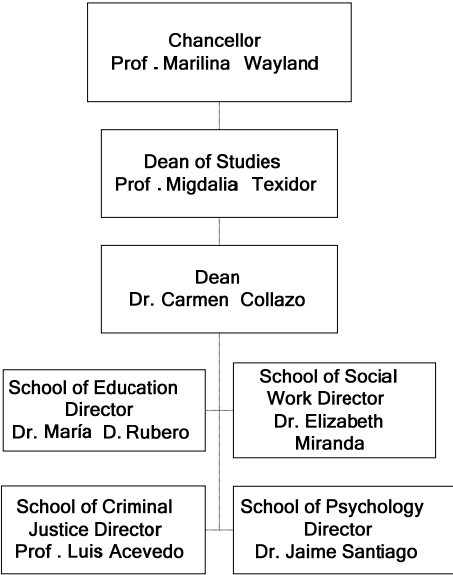 Chancellor
Prof . Marilina Wayland
Dean of Studies
Prof . Migdalia Texidor
Dean
Dr. Carmen Collazo
School of Education
Director
Dr. María D. Rubero
School of Social
Work Director
Dr. Elizabeth
Miranda
School of Criminal
Justice Director
Prof . Luis Acevedo
School of Psychology
Director
Dr. Jaime Santiago